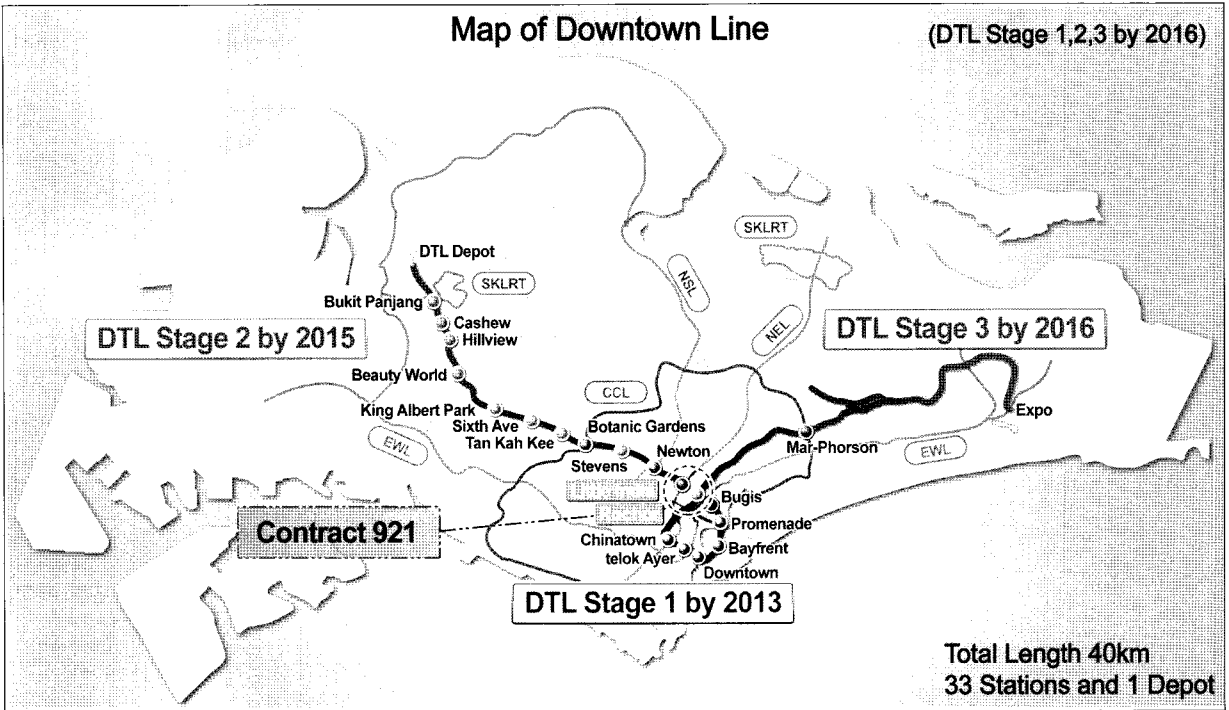 Map of Downtown Line
(DTL Stage 1,2,3 by 2016)
SKLRT
DTL Depot
NSL
SKLRT
Bukit Panjang
Cashew
DTL Stage 2 by 2015
Hillview
NEL
DTL Stage 3 by 2016
Beauty World
CCL
King Albert Park
Expo
Sixth Ave
Botanic Gardens
EWL
Tan Kah Kee
Mar-Phorson
EWL
Newton
Stevens
Bugis
Contract 921
Promenade
Chinatown
Bayfrent
telok Ayer
Downtown
DTL Stage 1 by 2013
Total Length 40km
33 Stations and 1 Depot